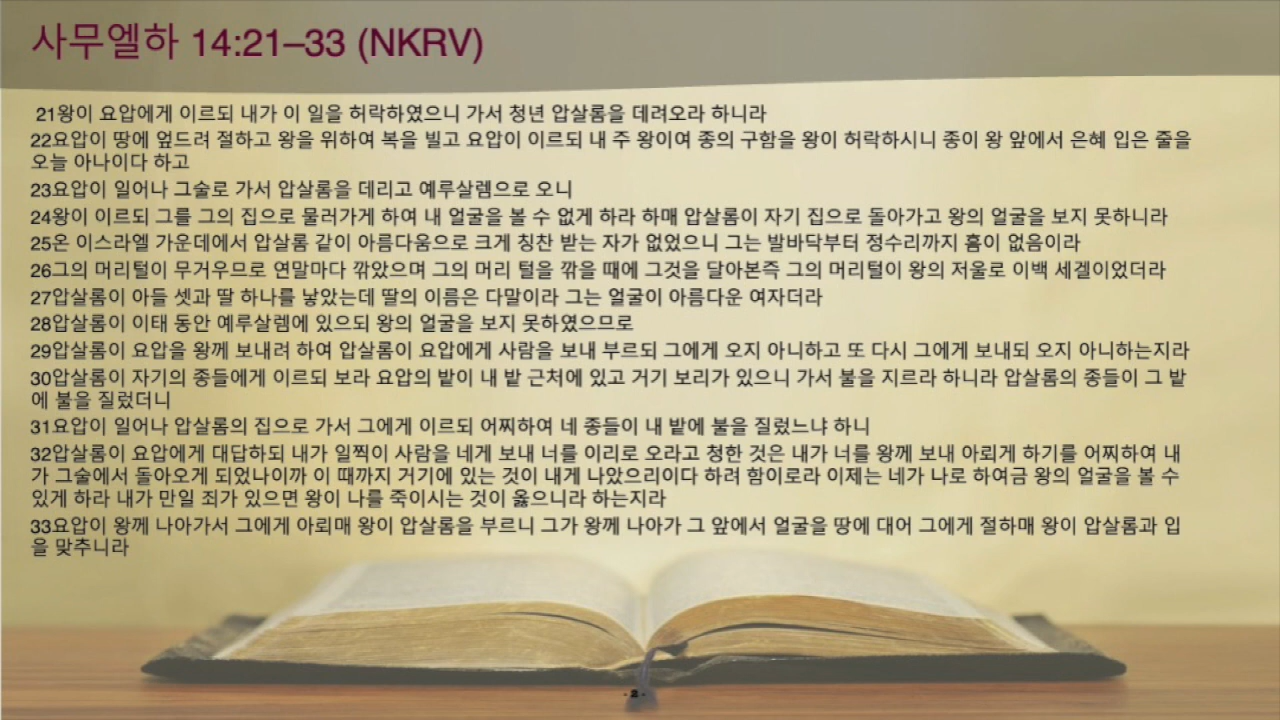 사무엘하 14:21–33 (NKRV)
21왕이 요압에게 이르되 내가 이 일을 허락하였으니 가서 청년 압살롬을 데려오라 하니라
22요압이 땅에 엎드려 절하고 왕을 위하여 복을 빌고 요압이 이르되 내 주 왕이여 종의 구함을 왕이 허락하시니 종이 왕 앞에서 은혜 입은 줄을
오늘 아나이다 하고
23요압이 일어나 그술로 가서 압살롬을 데리고 예루살렘으로 오니
24왕이 이르되 그를 그의 집으로 물러가게 하여 내 얼굴을 볼 수 없게 하라 하매 압살롬이 자기 집으로 돌아가고 왕의 얼굴을 보지 못하니라
25온 이스라엘 가운데에서 압살롬 같이 아름다움으로 크게 칭찬 받는 자가 없었으니 그는 발바닥부터 정수리까지 흠이 없음이라
26그의 머리털이 무거우므로 연말마다 깎았으며 그의 머리 털을 깎을 때에 그것을 달아본즉 그의 머리털이 왕의 저울로 이백 세겔이었더라
27압살롬이 아들 셋과 딸 하나를 낳았는데 딸의 이름은 다말이라 그는 얼굴이 아름다운 여자더라
28압살롬이 이태 동안 예루살렘에 있으되 왕의 얼굴을 보지 못하였으므로
29압살롬이 요압을 왕께 보내려 하여 압살롬이 요압에게 사람을 보내 부르되 그에게 오지 아니하고 또 다시 그에게 보내되 오지 아니하는지라
30압살롬이 자기의 종들에게 이르되 보라 요압의 밭이 내 밭 근처에 있고 거기 보리가 있으니 가서 불을 지르라 하니라 압살롬의 종들이 그 밭
에 불을 질렀더니
31요압이 일어나 압살롬의 집으로 가서 그에게 이르되 어찌하여 네 종들이 내 밭에 불을 질렀느냐 하니
32압살롬이 요압에게 대답하되 내가 일찍이 사람을 네게 보내 너를 이리로 오라고 청한 것은 내가 너를 왕께 보내 아뢰게 하기를 어찌하여 내
가 그술에서 돌아오게 되었나이까 이 때까지 거기에 있는 것이 내게 나았으리이다 하려 함이로라 이제는 네가 나로 하여금 왕의 얼굴을 볼 수
있게 하라 내가 만일 죄가 있으면 왕이 나를 죽이시는 것이 옳으니라 하는지라
33요압이 왕께 나아가서 그에게 아뢰매 왕이 압살롬을 부르니 그가 왕께 나아가 그 앞에서 얼굴을 땅에 대어 그에게 절하매 왕이 압살롬과 입
을 맞추니라
- 2 -